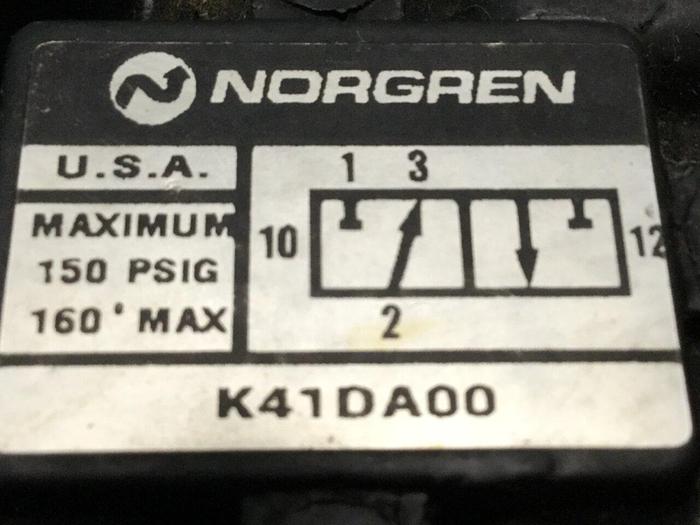 NORGREN
U.S.A.
MAXIMUM
150 PSIG
160° MAX
1 3
10 12
2
K41DA00